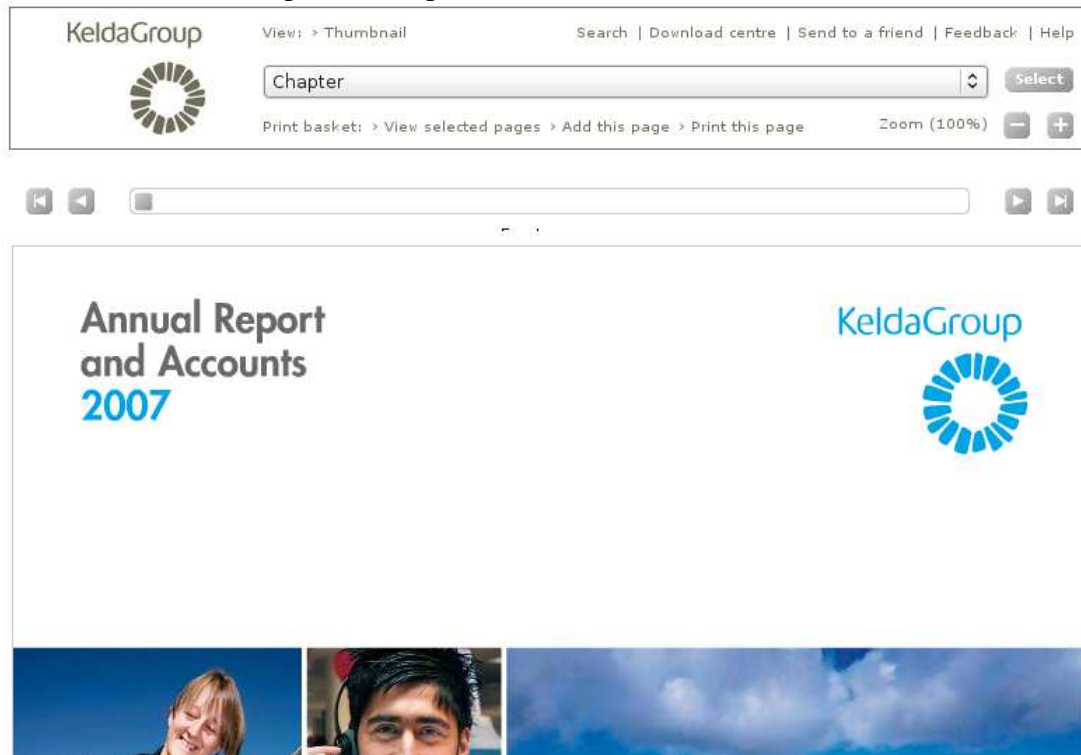 KeldaGroup
View: > Thumbnail
Search | Download centre | Send to a friend | Feedback | Help
Chapter
Select
Print basket: > View selected pages > Add this page > Print this page
Zoom (100%)
Annual Report
and Accounts
2007
KeldaGroup